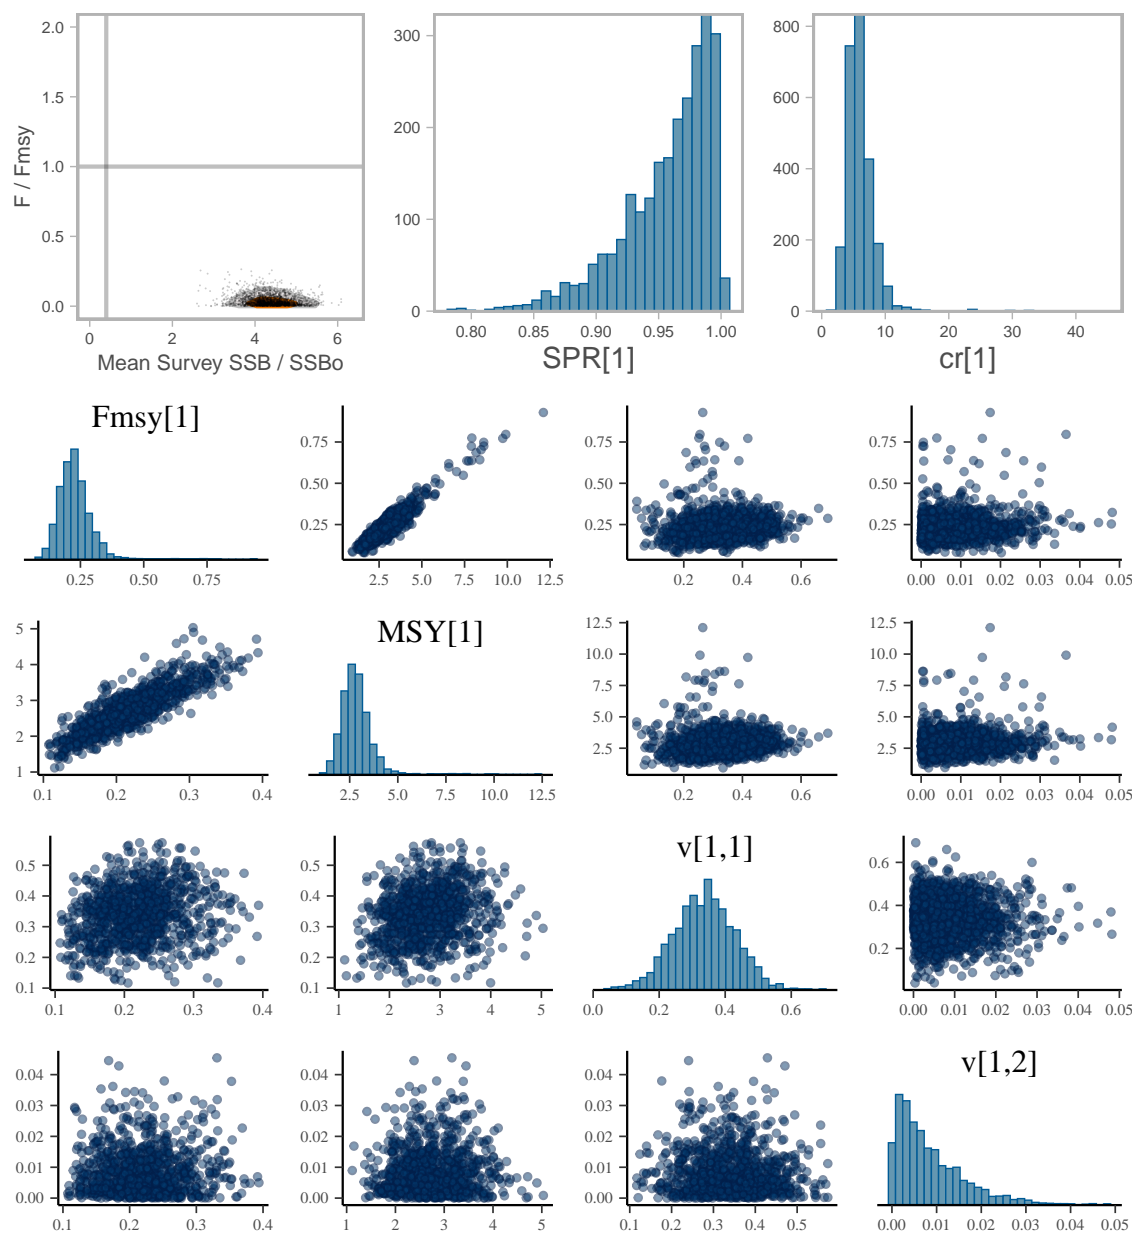 2.0
1.5
1.0
0.5
0.0
F / Fmsy
0 2 4 6
Mean Survey SSB / SSBo
300
200
100
0
0.80 0.85 0.90 0.95 1.00
SPR[1]
800
600
400
200
0
0 10 20 30 40
cr[1]
Fmsy[1]
0.25 0.50 0.75
0.75
0.50
0.25
2.5 5.0 7.5 10.0 12.5
0.75
0.50
0.25
0.2 0.4 0.6
0.75
0.50
0.25
0.00 0.01 0.02 0.03 0.04 0.05
5
4
3
2
1
0.1 0.2 0.3 0.4
MSY[1]
2.5 5.0 7.5 10.0 12.5
12.5
10.0
7.5
5.0
2.5
0.2 0.4 0.6
12.5
10.0
7.5
5.0
2.5
0.00 0.01 0.02 0.03 0.04 0.05
0.5
0.4
0.3
0.2
0.1
0.1 0.2 0.3 0.4
0.5
0.4
0.3
0.2
0.1
1 2 3 4 5
v[1,1]
0.0 0.2 0.4 0.6
0.6
0.4
0.2
0.00 0.01 0.02 0.03 0.04 0.05
0.04
0.03
0.02
0.01
0.00
0.1 0.2 0.3 0.4
0.04
0.03
0.02
0.01
0.00
1 2 3 4 5
0.04
0.03
0.02
0.01
0.00
0.1 0.2 0.3 0.4 0.5
v[1,2]
0.00 0.01 0.02 0.03 0.04 0.05